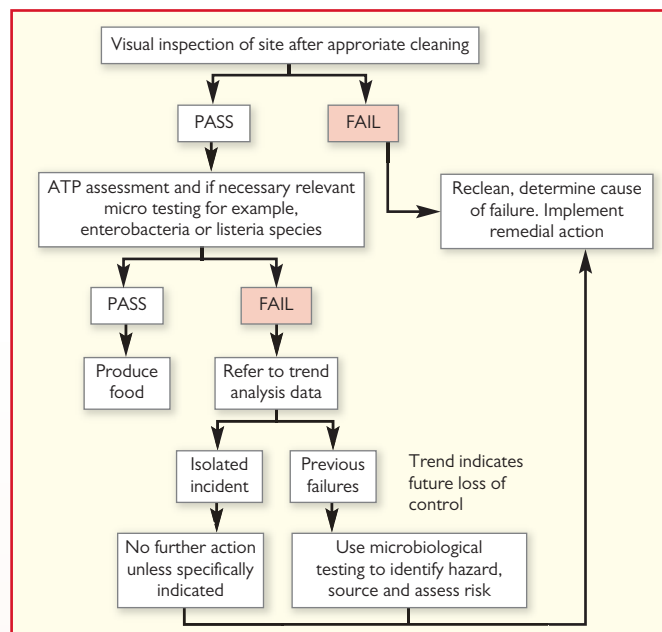 Visual inspection of site after approriate cleaning
PASS
FAIL
ATP assessment and if necessary relevant
micro testing for example,
enterobacteria or listeria species
Reclean, determine cause
of failure. Implement
remedial action
PASS
FAIL
Produce
food
Refer to trend
analysis data
Isolated
incident
Previous
failures
Trend indicates
future loss of
control
No further action
unless specifically
indicated
Use microbiological
testing to identify hazard,
source and assess risk